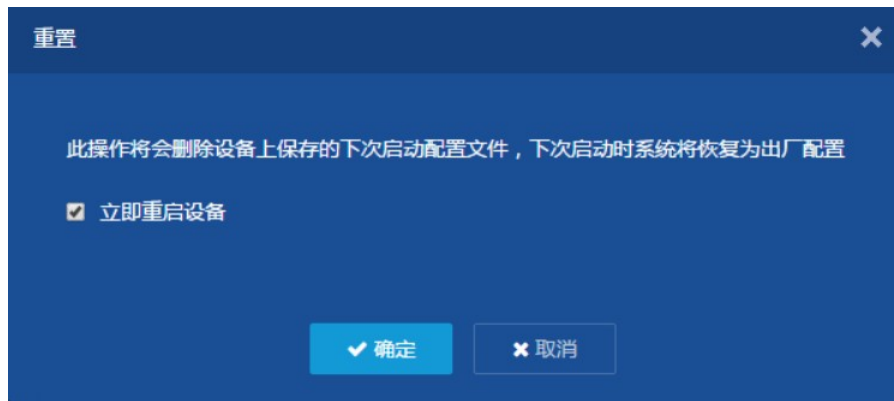 重置
此操作将会删除设备上保存的下次启动配置文件，下次启动时系统将恢复为出厂配置
立即重启设备
确定
取消